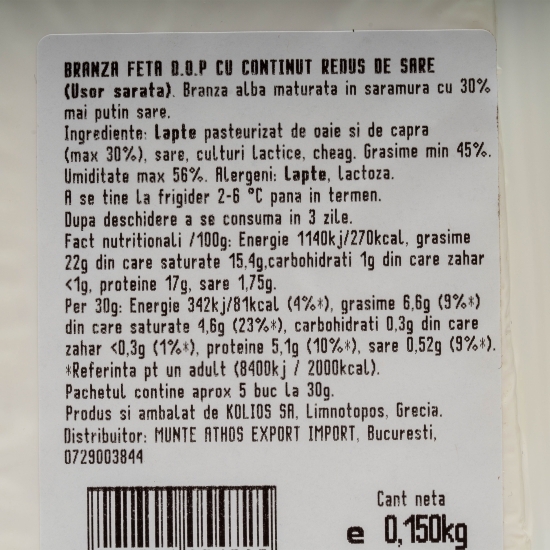 BRANZA FETA D.O.P CU CONTINUT REDUS DE SARE
(Usor sarata). Branza alba maturata in saramura cu 30%
mai putin sare.
Ingrediente: Lapte pasteurizat de oaie si de capra
(max 30%), sare, culturi lactice, cheag. Grasime min 45%.
Umiditate max 56%. Alergeni: Lapte, lactoza.
A se tine la frigider 2-6 °C pana in termen.
Dupa deschidere a se consuma in 3 zile.
Fact nutritionali /100g: Energie 1140kj/270kcal, grasime
22g din care saturate 15,4g,carbohidrati 1g din care zahar
<1g, proteine 17g, sare 1,75g.
Per 30g: Energie 342kj/81kcal (4%*), grasime 6,6g (9%*)
din care saturate 4,6g (23%*), carbohidrati 0,3g din care
zahar <0,3g (1%*), proteine 5,1g (10%*), sare 0,52g (9%*).
*Referinta pt un adult (8400kj / 2000kcal).
Pachetul contine aprox 5 buc la 30g.
Produs si ambalat de KOLIOS SA, Limnotopos, Grecia.
Distribuitor: MUNTE ATHOS EXPORT IMPORT, Bucuresti,
0729003844
Cant neta
e 0,150kg